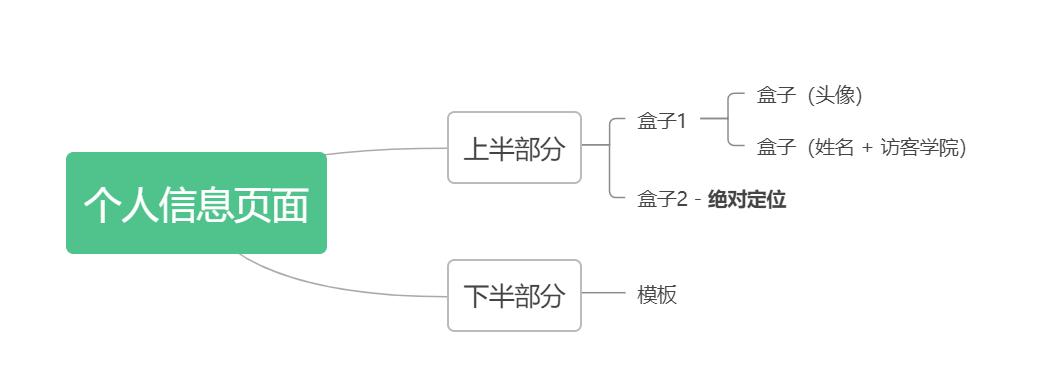 个人信息页面
上半部分
盒子1
盒子（头像）
盒子（姓名 + 访客学院）
盒子2 - 绝对定位
下半部分
模板